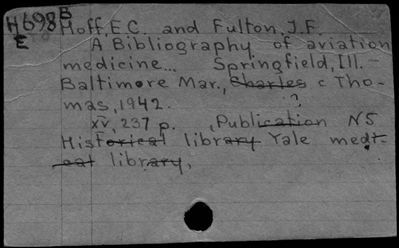 H698B
E
Hoff, E.C. and Fulton, J.F.
A Bibliography of aviation
medicine... Springfield, Ill. -
Baltimore Mar., Charles c Tho-
mas, 1942. ?
XV, 237 p. , Publication N5
Historical library Yale medi-
cal library,